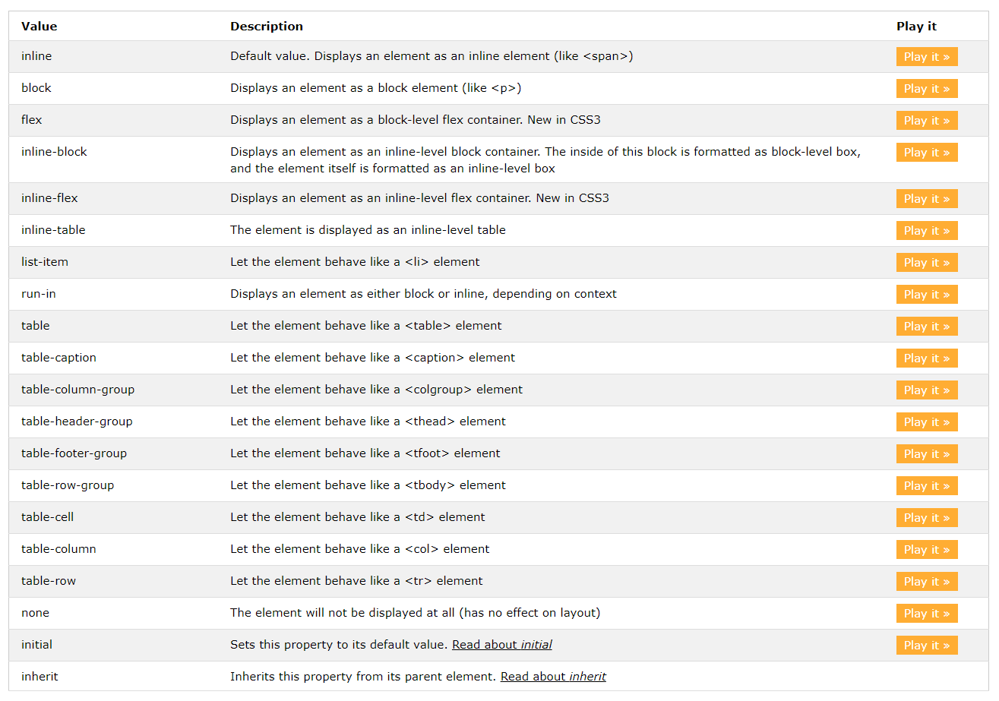 Value Description Play it
inline Default value. Displays an element as an inline element (like <span>) Play it »
block Displays an element as a block element (like <p>) Play it »
flex Displays an element as a block-level flex container. New in CSS3 Play it »
inline-block Displays an element as an inline-level block container. The inside of this block is formatted as block-level box, Play it »
and the element itself is formatted as an inline-level box
inline-flex Displays an element as an inline-level flex container. New in CSS3 Play it »
inline-table The element is displayed as an inline-level table Play it »
list-item Let the element behave like a <li> element Play it »
run-in Displays an element as either block or inline, depending on context Play it »
table Let the element behave like a <table> element Play it »
table-caption Let the element behave like a <caption> element Play it »
table-column-group Let the element behave like a <colgroup> element Play it »
table-header-group Let the element behave like a <thead> element Play it »
table-footer-group Let the element behave like a <tfoot> element Play it »
table-row-group Let the element behave like a <tbody> element Play it »
table-cell Let the element behave like a <td> element Play it »
table-column Let the element behave like a <col> element Play it »
table-row Let the element behave like a <tr> element Play it »
none The element will not be displayed at all (has no effect on layout) Play it »
initial Sets this property to its default value. Read about initial Play it »
inherit Inherits this property from its parent element. Read about inherit